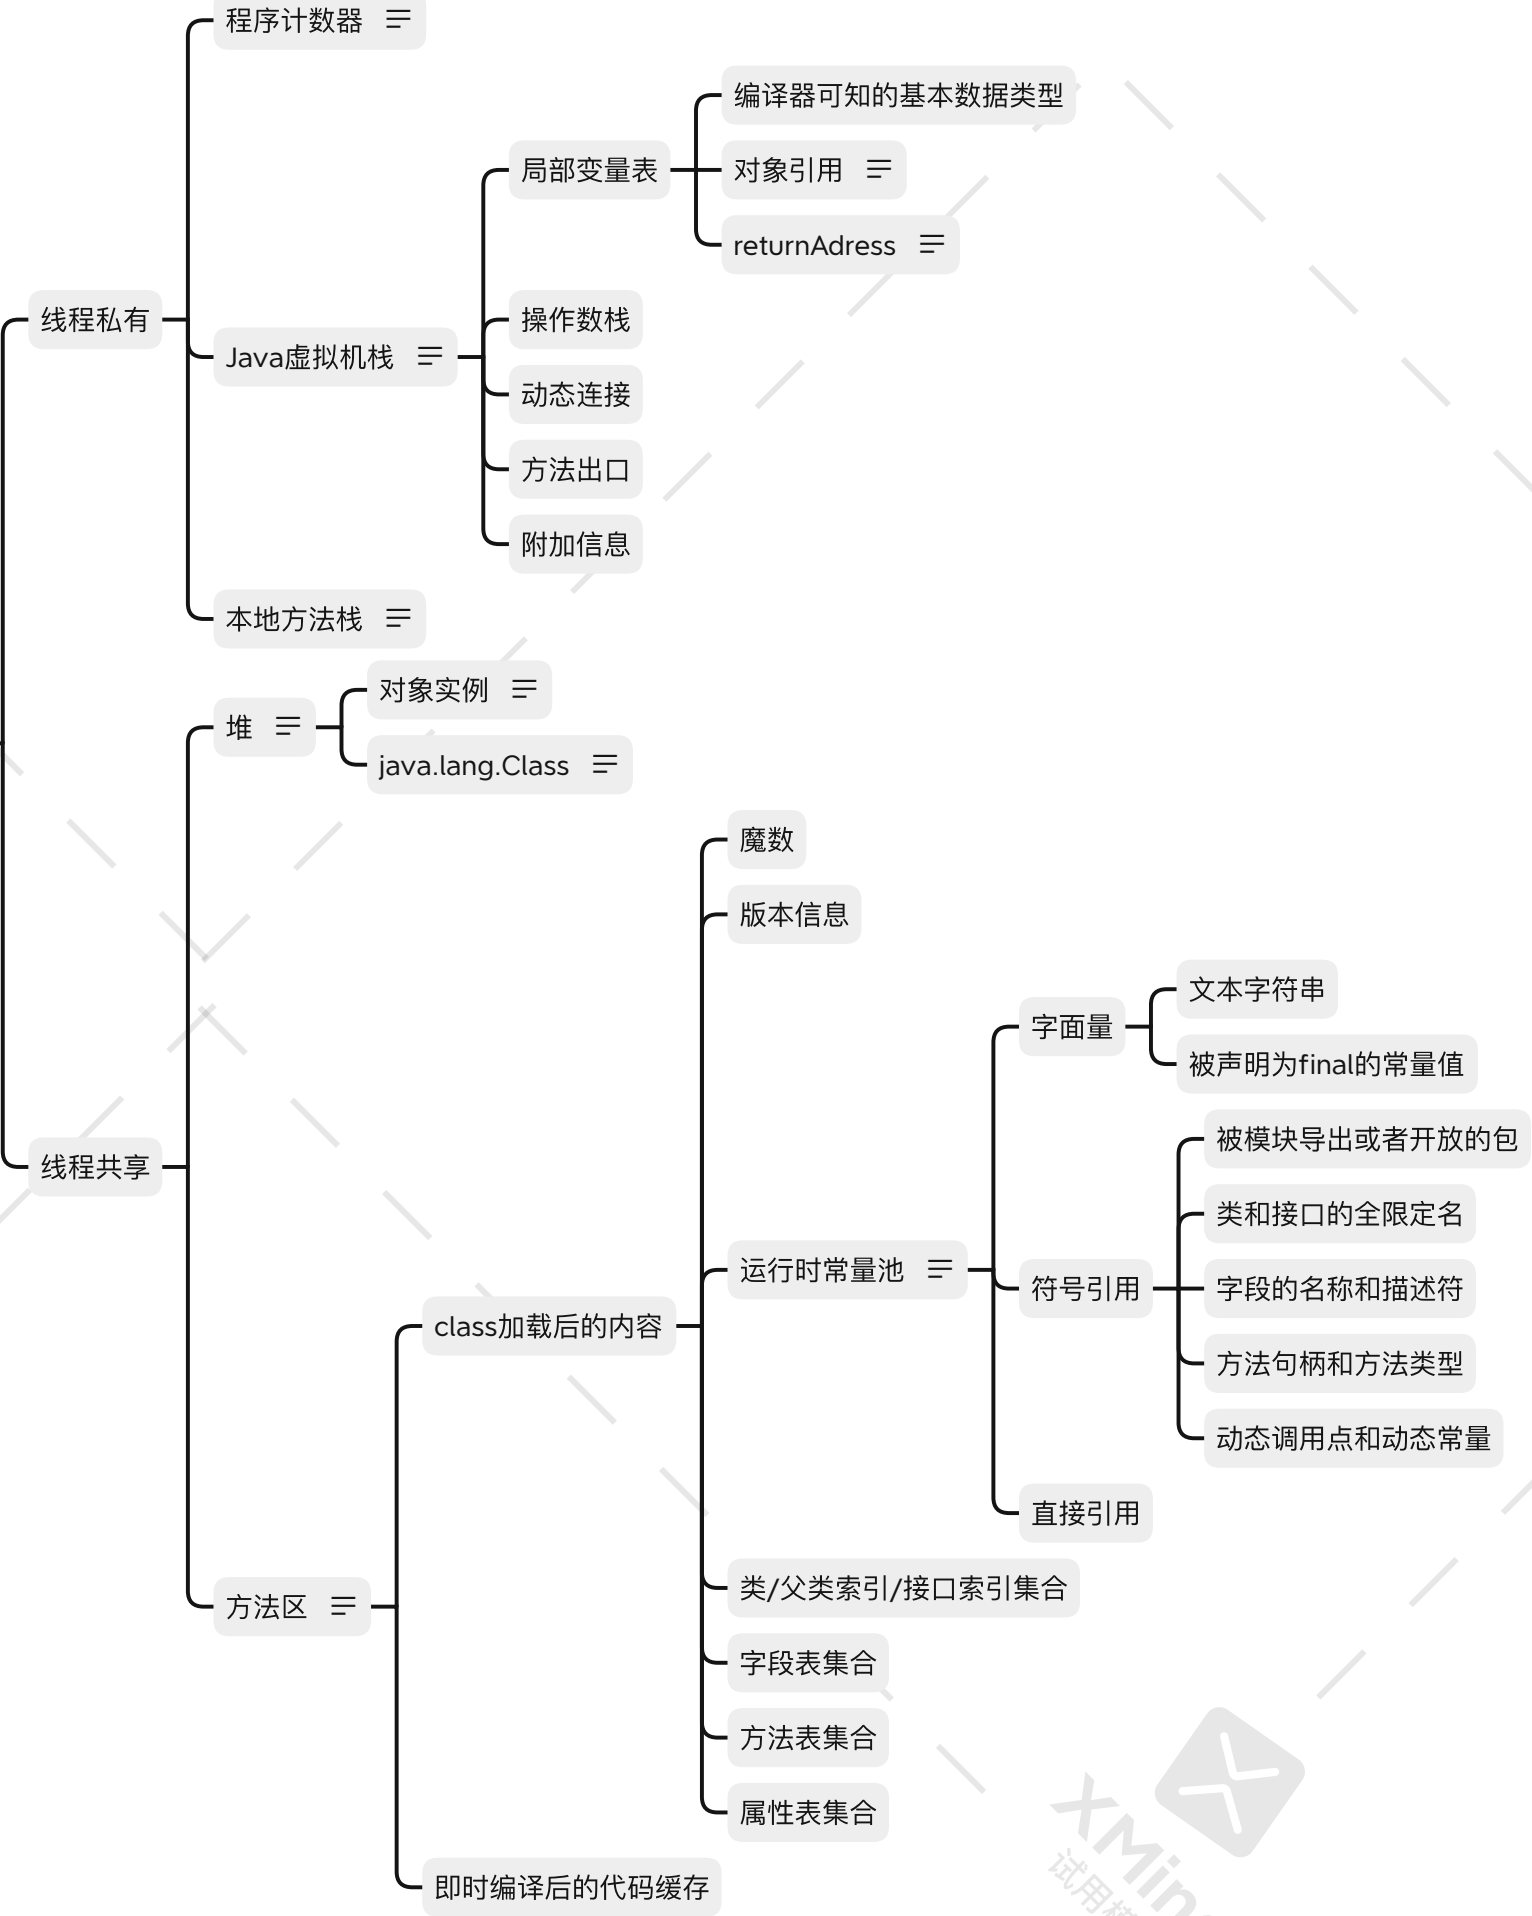 程序计数器
编译器可知的基本数据类型
局部变量表
对象引用
returnAdress
线程私有
操作数栈
Java虚拟机栈
动态连接
方法出口
附加信息
本地方法栈
对象实例
堆
java.lang.Class
魔数
版本信息
文本字符串
字面量
被声明为final的常量值
被模块导出或者开放的包
线程共享
类和接口的全限定名
运行时常量池
符号引用
字段的名称和描述符
class加载后的内容
方法句柄和方法类型
动态调用点和动态常量
直接引用
类/父类索引/接口索引集合
方法区
字段表集合
方法表集合
属性表集合
即时编译后的代码缓存
XMin
试用模